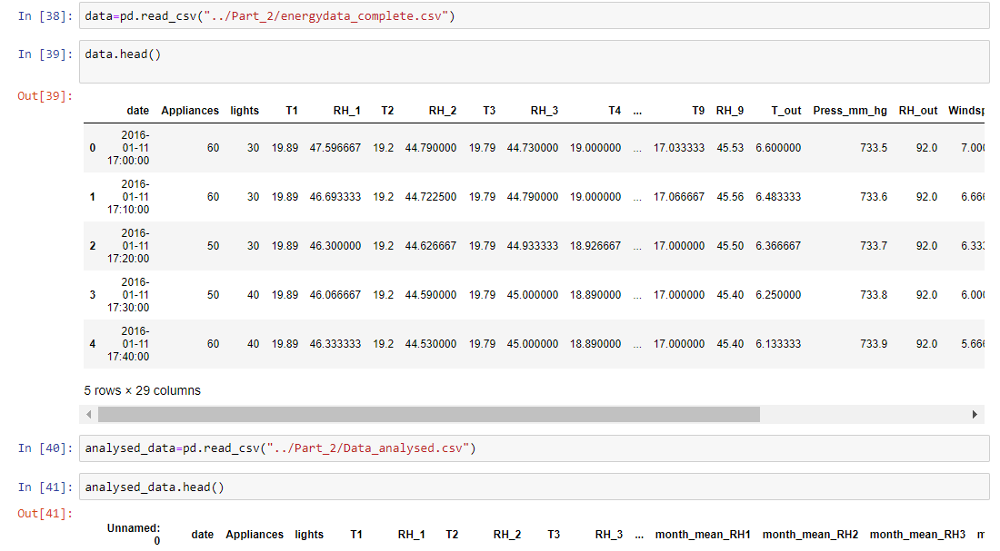 In [38]: data=pd.read_csv("../Part_2/energydata_complete.csv")
In [39]: data.head()
Out[39]:
date Appliances lights T1 RH_1 T2 RH_2 T3 RH_3 T4 ... T9 RH_9 T_out Press_mm_hg RH_out Windsp
0 2016-01-11 17:00:00 60 30 19.89 47.596667 19.2 44.790000 19.79 44.730000 19.000000 ... 17.033333 45.53 6.600000 733.5 92.0 7.000
1 2016-01-11 17:10:00 60 30 19.89 46.693333 19.2 44.722500 19.79 44.790000 19.000000 ... 17.066667 45.56 6.483333 733.6 92.0 6.666
2 2016-01-11 17:20:00 50 30 19.89 46.300000 19.2 44.626667 19.79 44.933333 18.926667 ... 17.000000 45.50 6.366667 733.7 92.0 6.333
3 2016-01-11 17:30:00 50 40 19.89 46.066667 19.2 44.590000 19.79 45.000000 18.890000 ... 17.000000 45.40 6.250000 733.8 92.0 6.000
4 2016-01-11 17:40:00 60 40 19.89 46.333333 19.2 44.530000 19.79 45.000000 18.890000 ... 17.000000 45.40 6.133333 733.9 92.0 5.666
5 rows × 29 columns
In [40]: analysed_data=pd.read_csv("../Part_2/Data_analysed.csv")
In [41]: analysed_data.head()
Out[41]:
Unnamed: 0 date Appliances lights T1 RH_1 T2 RH_2 T3 RH_3 ... month_mean_RH1 month_mean_RH2 month_mean_RH3